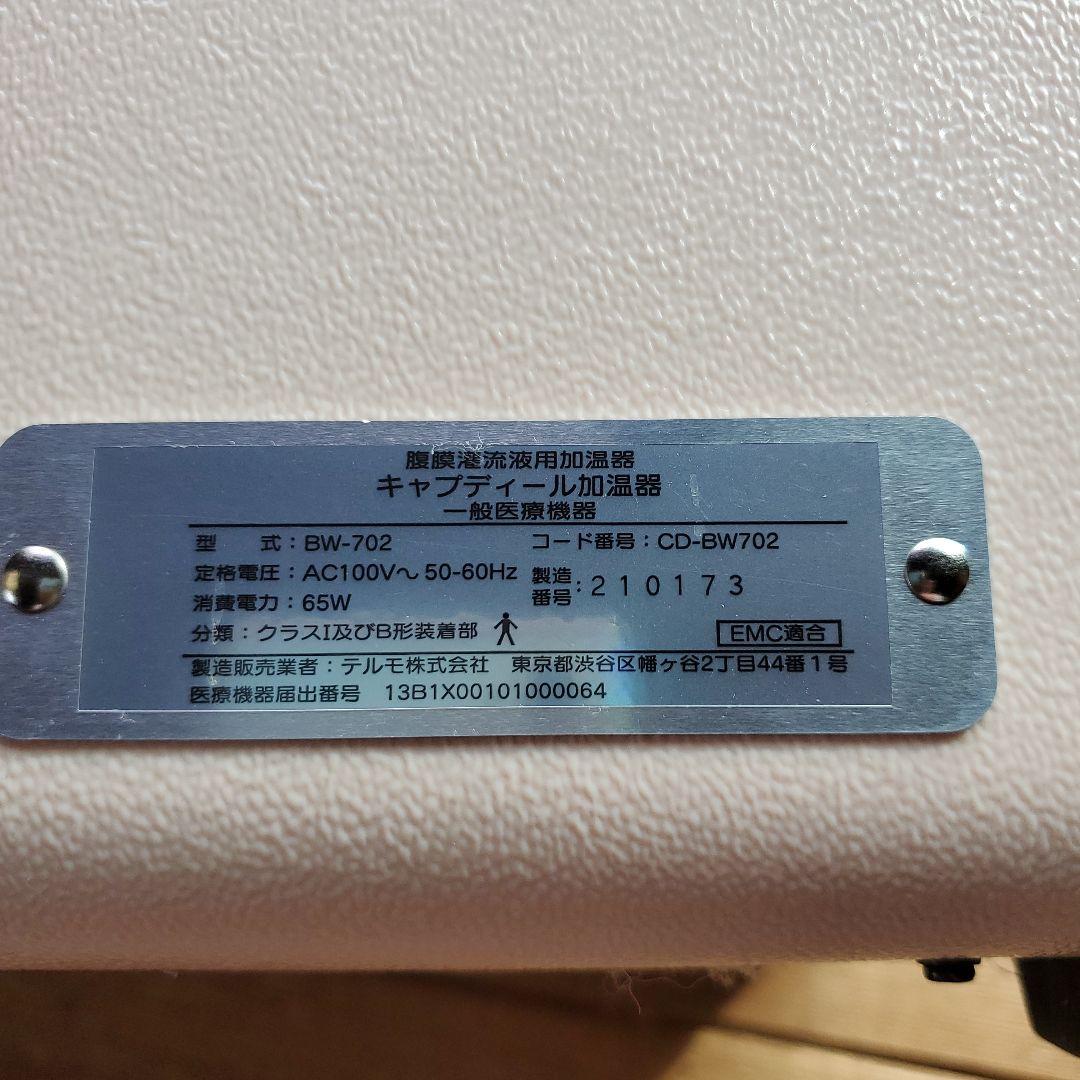 腹膜灌流液用加温器
キャプディール加温器
一般医療機器
型　式：BW-702　コード番号：CD-BW702
定格電圧：AC100V～ 50-60Hz　製造番号：210173
消費電力：65W
分類：クラスI及びB形装着部　EMC適合
製造販売業者：テルモ株式会社　東京都渋谷区幡ヶ谷2丁目44番1号
医療機器届出番号　13B1X00101000064